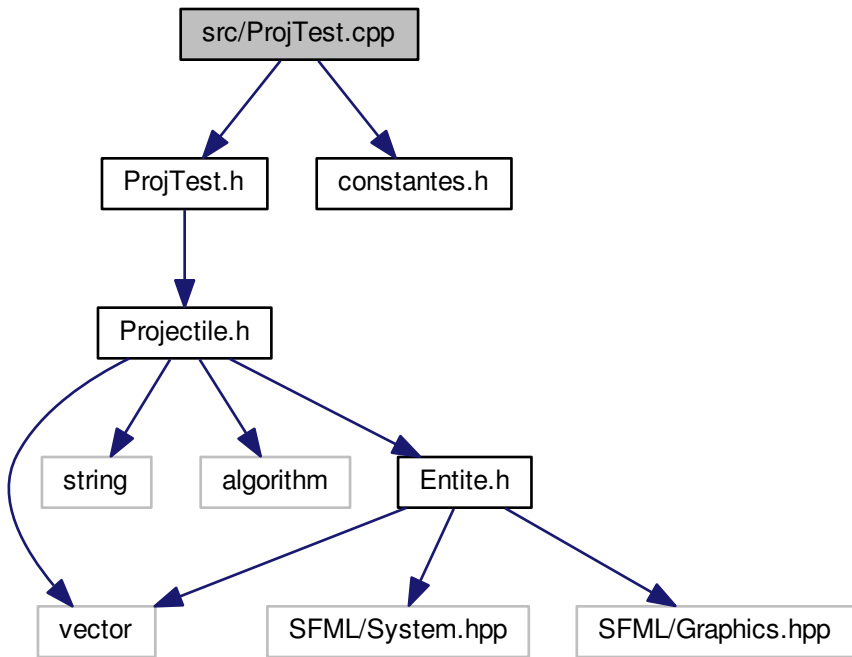 src/ProjTest.cpp
ProjTest.h
constantes.h
Projectile.h
string
algorithm
Entite.h
vector
SFML/System.hpp
SFML/Graphics.hpp